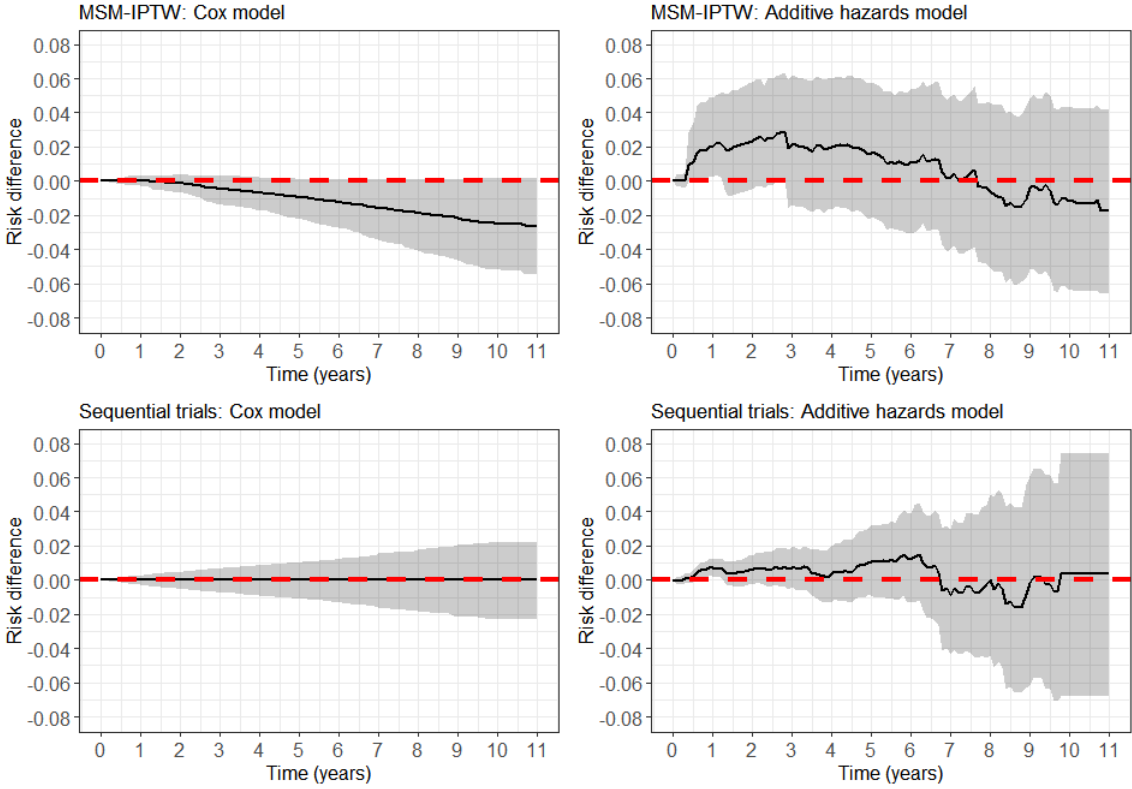 MSM-IPTW: Cox model
Risk difference
0.08
0.06
0.04
0.02
0.00
-0.02
-0.04
-0.06
-0.08
0 1 2 3 4 5 6 7 8 9 10 11
Time (years)
MSM-IPTW: Additive hazards model
Risk difference
0.08
0.06
0.04
0.02
0.00
-0.02
-0.04
-0.06
-0.08
0 1 2 3 4 5 6 7 8 9 10 11
Time (years)
Sequential trials: Cox model
Risk difference
0.08
0.06
0.04
0.02
0.00
-0.02
-0.04
-0.06
-0.08
0 1 2 3 4 5 6 7 8 9 10 11
Time (years)
Sequential trials: Additive hazards model
Risk difference
0.08
0.06
0.04
0.02
0.00
-0.02
-0.04
-0.06
-0.08
0 1 2 3 4 5 6 7 8 9 10 11
Time (years)